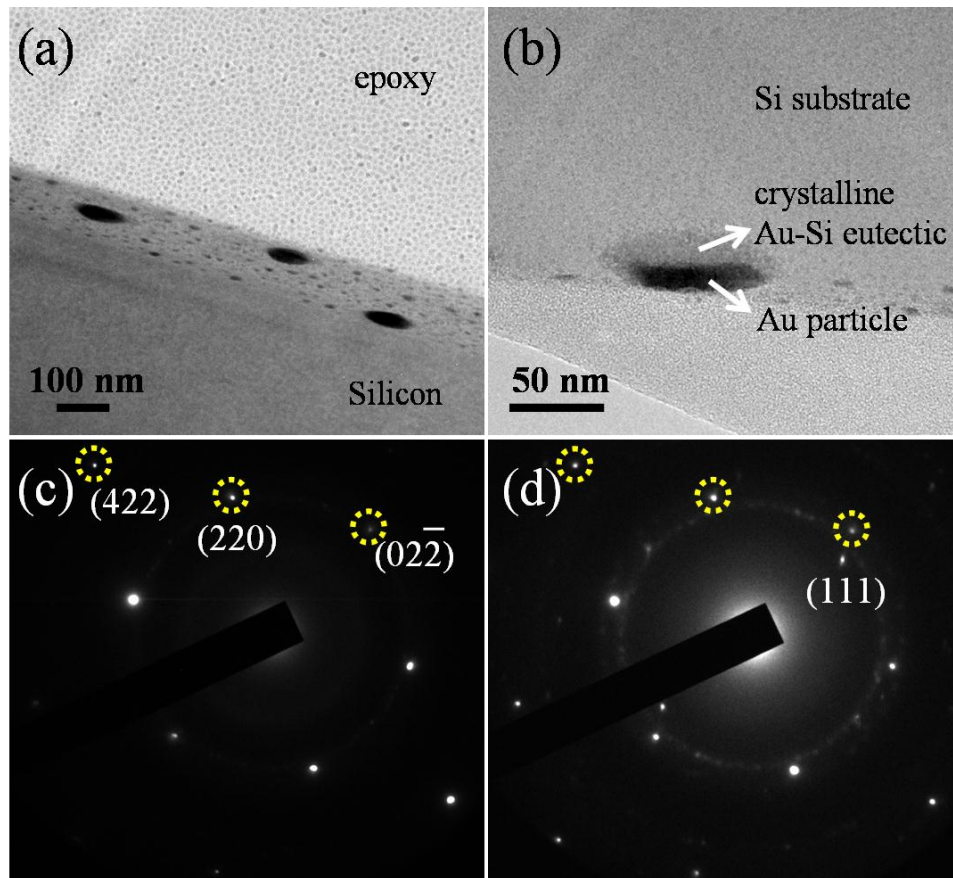 (a)
epoxy
100 nm
Silicon
(b)
Si substrate
crystalline
Au-Si eutectic
Au particle
50 nm
(c)
(422)
(220)
(022̅)
(d)
(111)